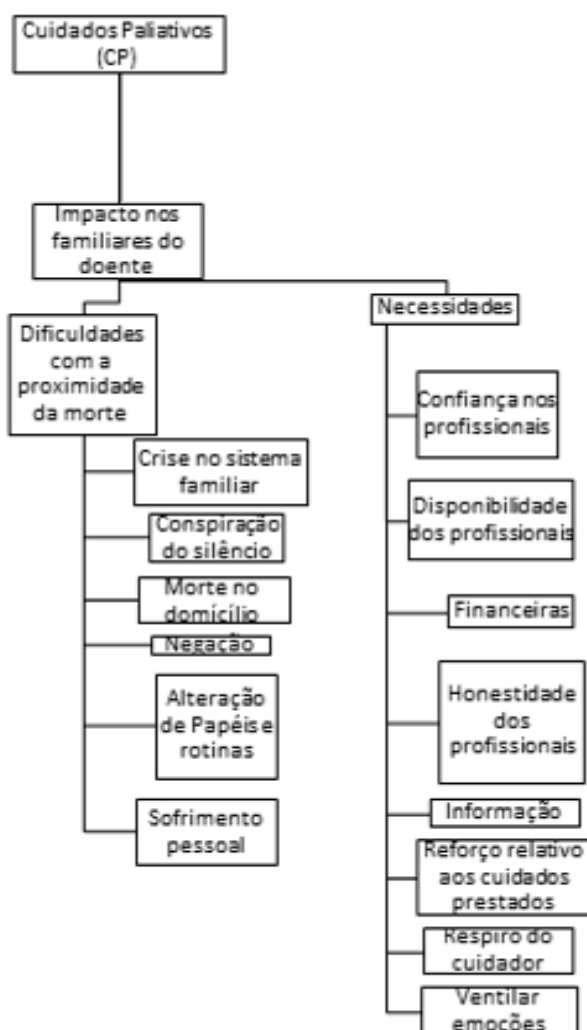 Cuidados Paliativos
(CP)
Impacto nos
familiares do
doente
Dificuldades
com a
proximidade
da morte
Crise no sistema
familiar
Conspiração
do silêncio
Morte no
domicílio
Negação
Alteração
de Papéis e
rotinas
Sofrimento
pessoal
Necessidades
Confiança nos
profissionais
Disponibilidade
dos profissionais
Financeiras
Honestidade
dos
profissionais
Informação
Reforço relativo
aos cuidados
prestados
Respiro do
cuidador
Ventilar
emoções